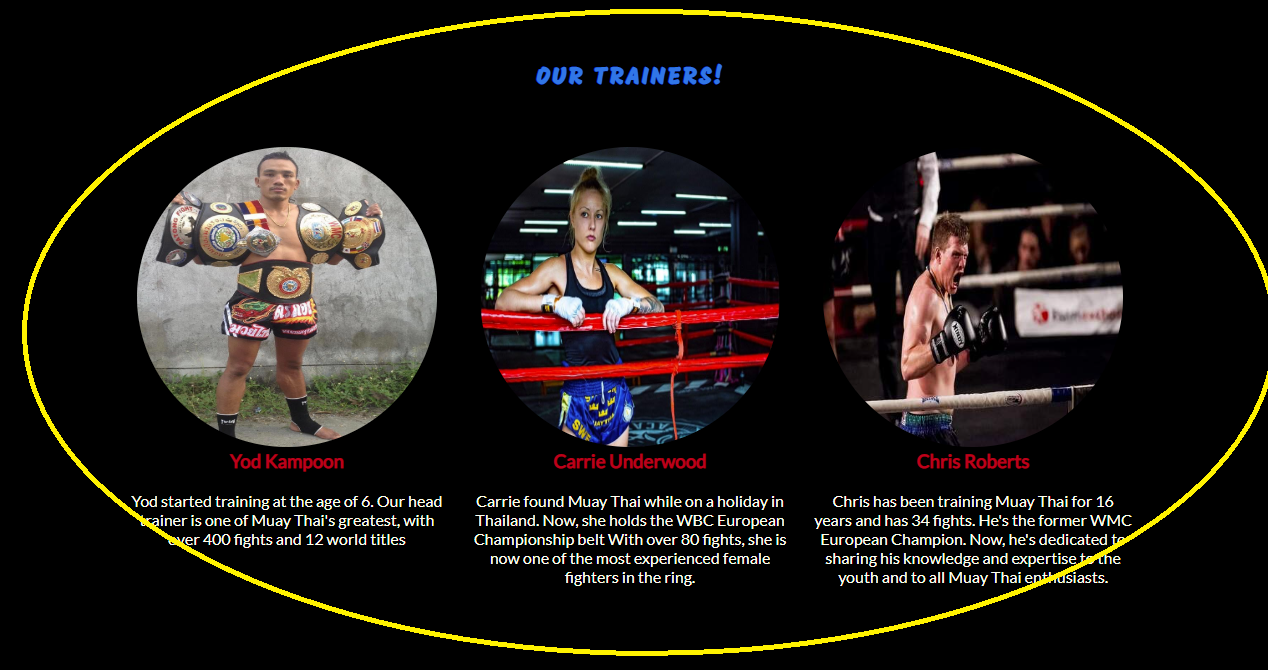 OUR TRAINERS!
Yod Kampoon
Yod started training at the age of 6. Our head
trainer is one of Muay Thai's greatest, with
over 400 fights and 12 world titles
Carrie Underwood
Carrie found Muay Thai while on a holiday in
Thailand. Now, she holds the WBC European
Championship belt With over 80 fights, she is
now one of the most experienced female
fighters in the ring.
Chris Roberts
Chris has been training Muay Thai for 16
years and has 34 fights. He's the former WMC
European Champion. Now, he's dedicated to
sharing his knowledge and expertise to the
youth and to all Muay Thai enthusiasts.